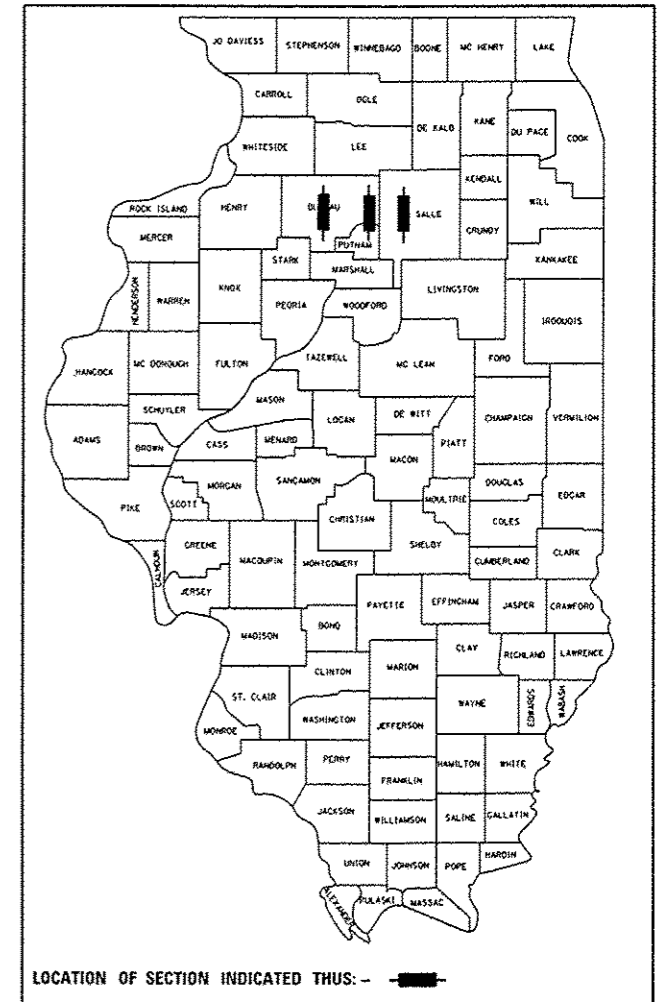 JO DAVIESS STEPHENSON WINNEBAGO BOONE MC HENRY LAKE
CARROLL OGLE DE KALB KANE DU PAGE COOK
WHITESIDE LEE KENDALL WILL
ROCK ISLAND HENRY SALLE GRUNDY
MERCER PUTNAM KANKAKEE
STARK MARSHALL
HENDERSON WARREN KNOX PEORIA WOODFORD LIVINGSTON IROQUOIS
HANCOCK MC DONOUGH FULTON TAZEWELL MC LEAN FORD
SCHUYLER MASON LOGAN DE WITT CHAMPAIGN VERMILION
ADAMS BROWN CASS MENARD MACON PIATT
PIKE SCOTT MORGAN SANGAMON CHRISTIAN MOULTRIE DOUGLAS COLES EDGAR
CALHOUN GREENE MACOUPIN MONTGOMERY SHELBY CUMBERLAND CLARK
JERSEY FAYETTE EFFINGHAM JASPER CRAWFORD
MADISON BOND CLAY RICHLAND LAWRENCE
CLINTON MARION WAYNE EDWARDS WABASH
ST. CLAIR WASHINGTON JEFFERSON
MONROE RANDOLPH PERRY FRANKLIN HAMILTON WHITE
JACKSON WILLIAMSON SALINE GALLATIN
UNION JOHNSON POPE HARDIN
ALEXANDER PULASKI MASSAC
LOCATION OF SECTION INDICATED THUS: -